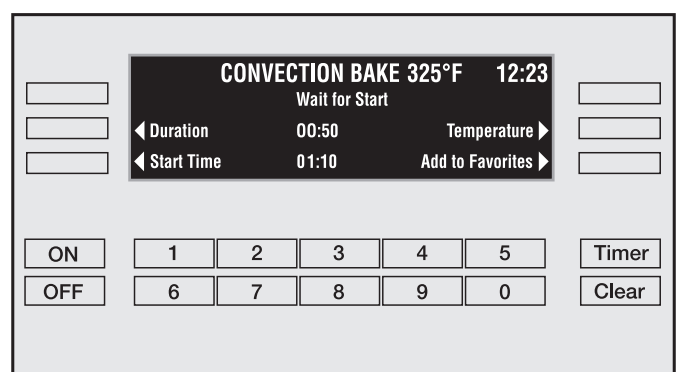 CONVECTION BAKE 325°F 12:23
Wait for Start
Duration 00:50 Temperature
Start Time 01:10 Add to Favorites
ON 1 2 3 4 5 Timer
OFF 6 7 8 9 0 Clear